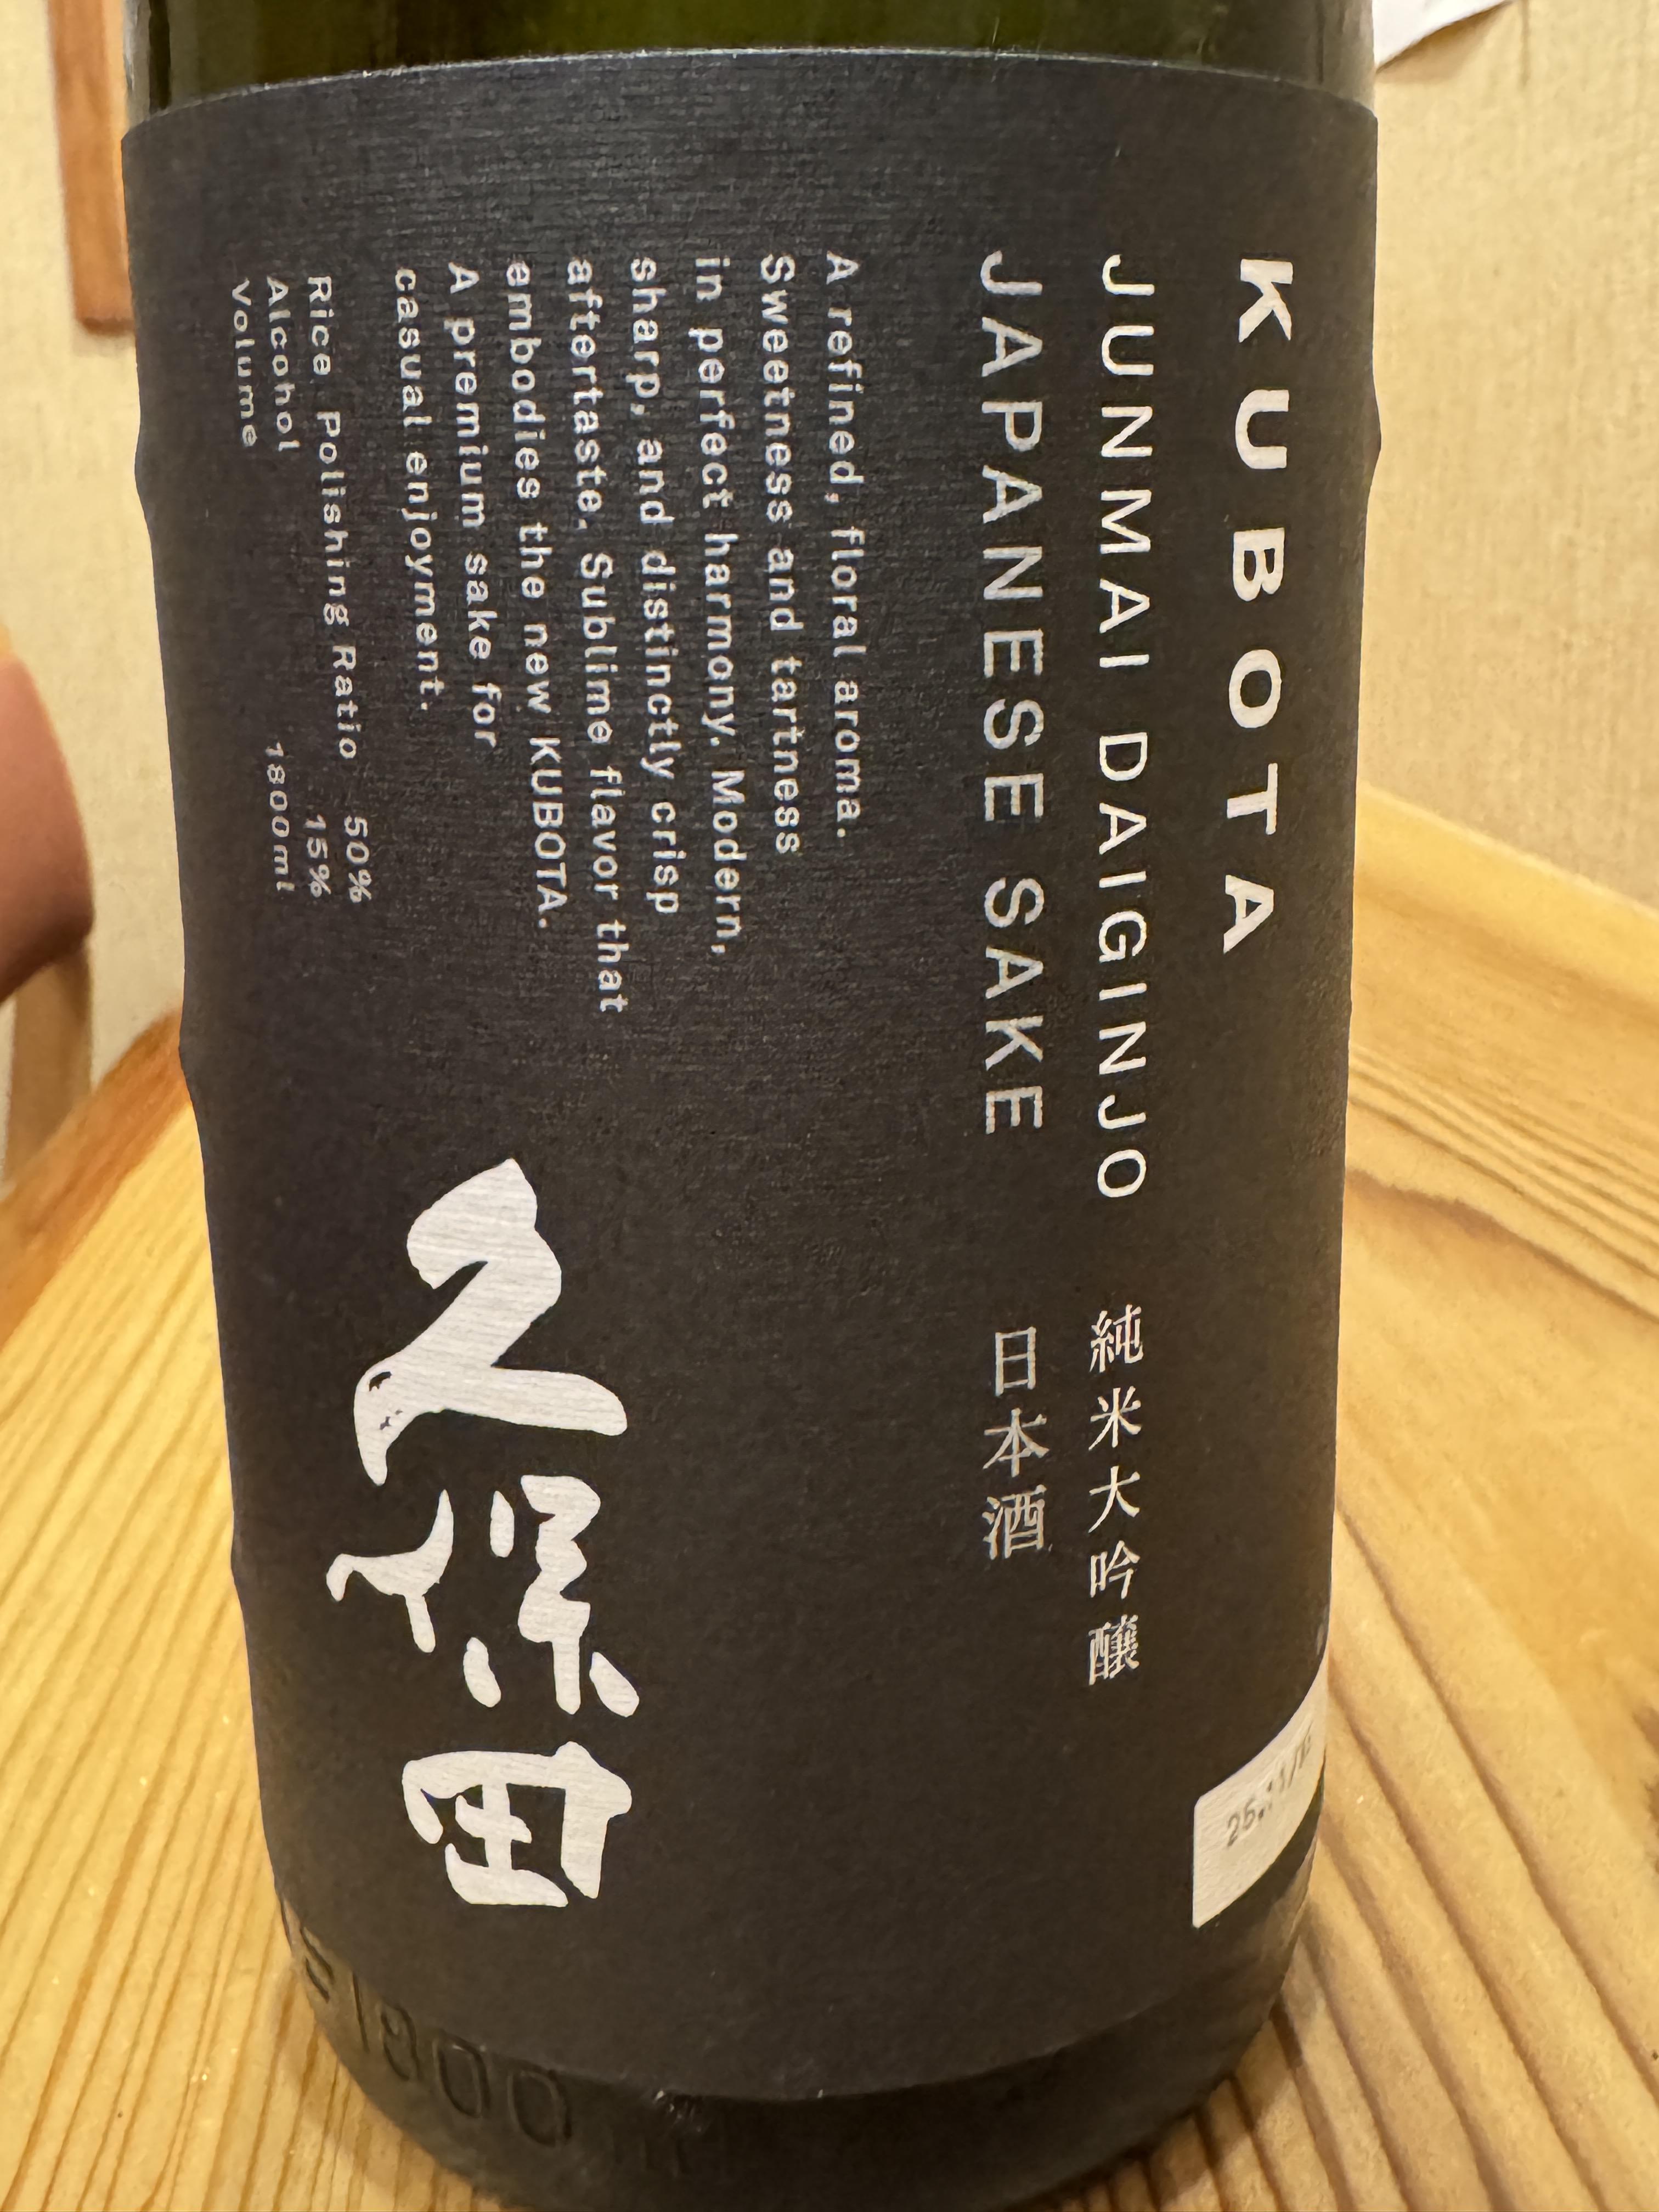 KUBOTA
JUNMAI DAIGINJO 純米大吟醸
JAPANESE SAKE 日本酒
A refined, floral aroma.
Sweetness and tartness
in perfect harmony. Modern,
sharp, and distinctly crisp
aftertaste. Sublime flavor that
embodies the new KUBOTA.
A premium sake for
casual enjoyment.
Rice Polishing Ratio 50%
Alcohol 15%
Volume 1800ml
久保田
1800